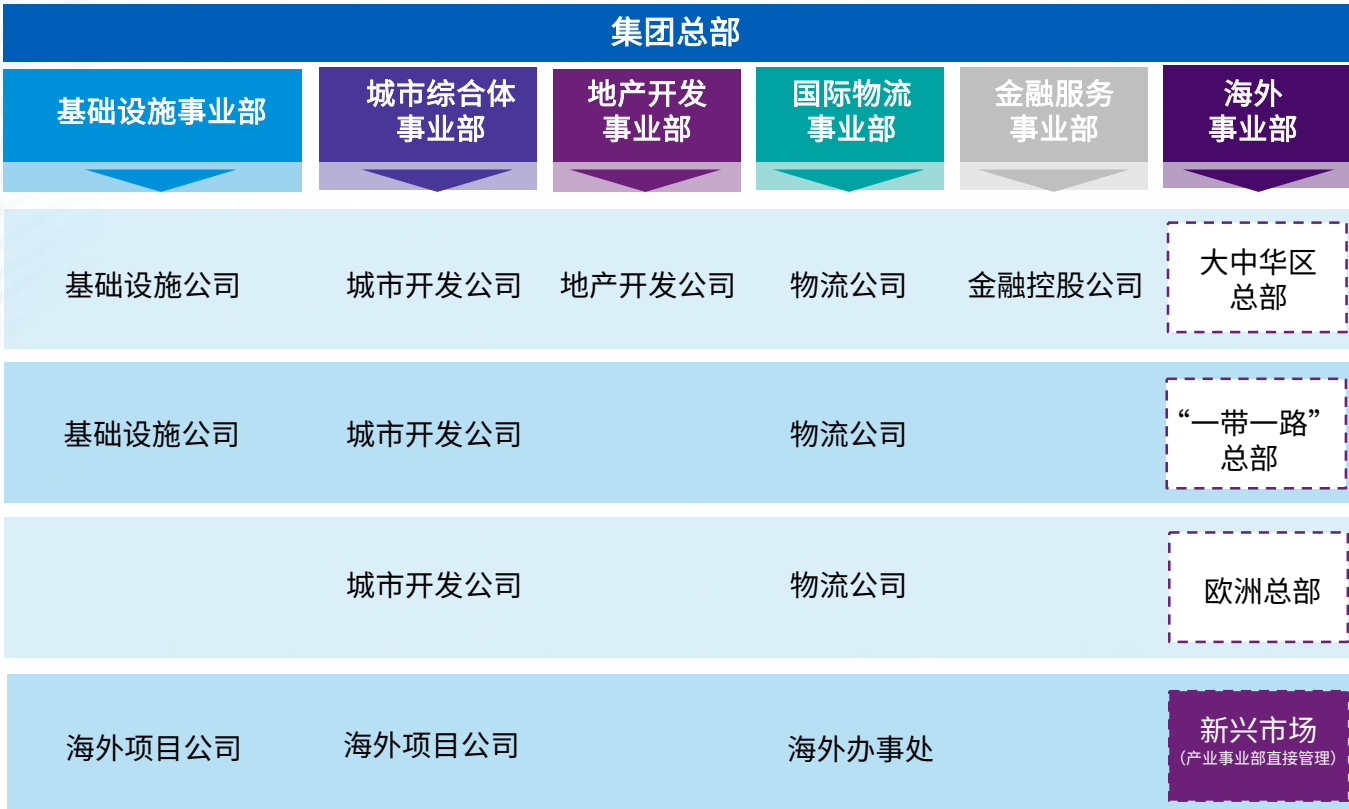 集团总部
基础设施事业部
城市综合体
事业部
地产开发
事业部
国际物流
事业部
金融服务
事业部
海外
事业部
基础设施公司
城市开发公司
地产开发公司
物流公司
金融控股公司
大中华区
总部
基础设施公司
城市开发公司
物流公司
“一带一路”
总部
城市开发公司
物流公司
欧洲总部
海外项目公司
海外项目公司
海外办事处
新兴市场
（产业事业部直接管理）